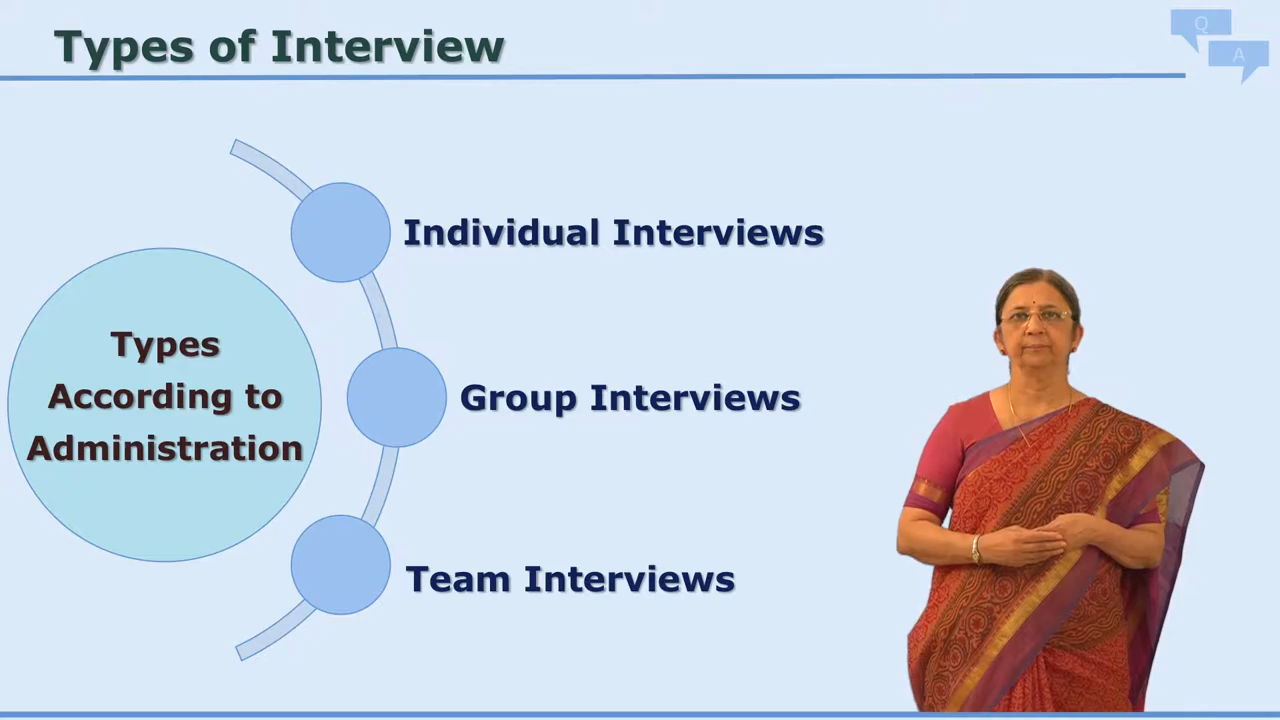 Types of Interview
Q
A
Individual Interviews
Types
According to
Administration
Group Interviews
Team Interviews